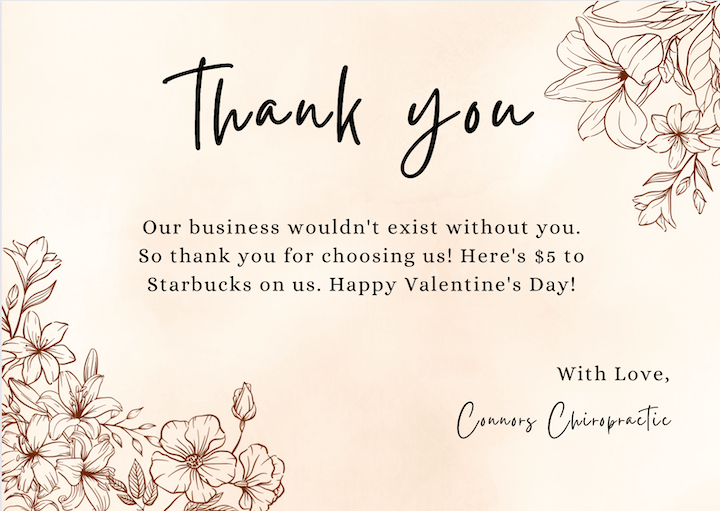 Thank you
Our business wouldn't exist without you.
So thank you for choosing us! Here's $5 to
Starbucks on us. Happy Valentine's Day!
With Love,
Connors Chiropractic